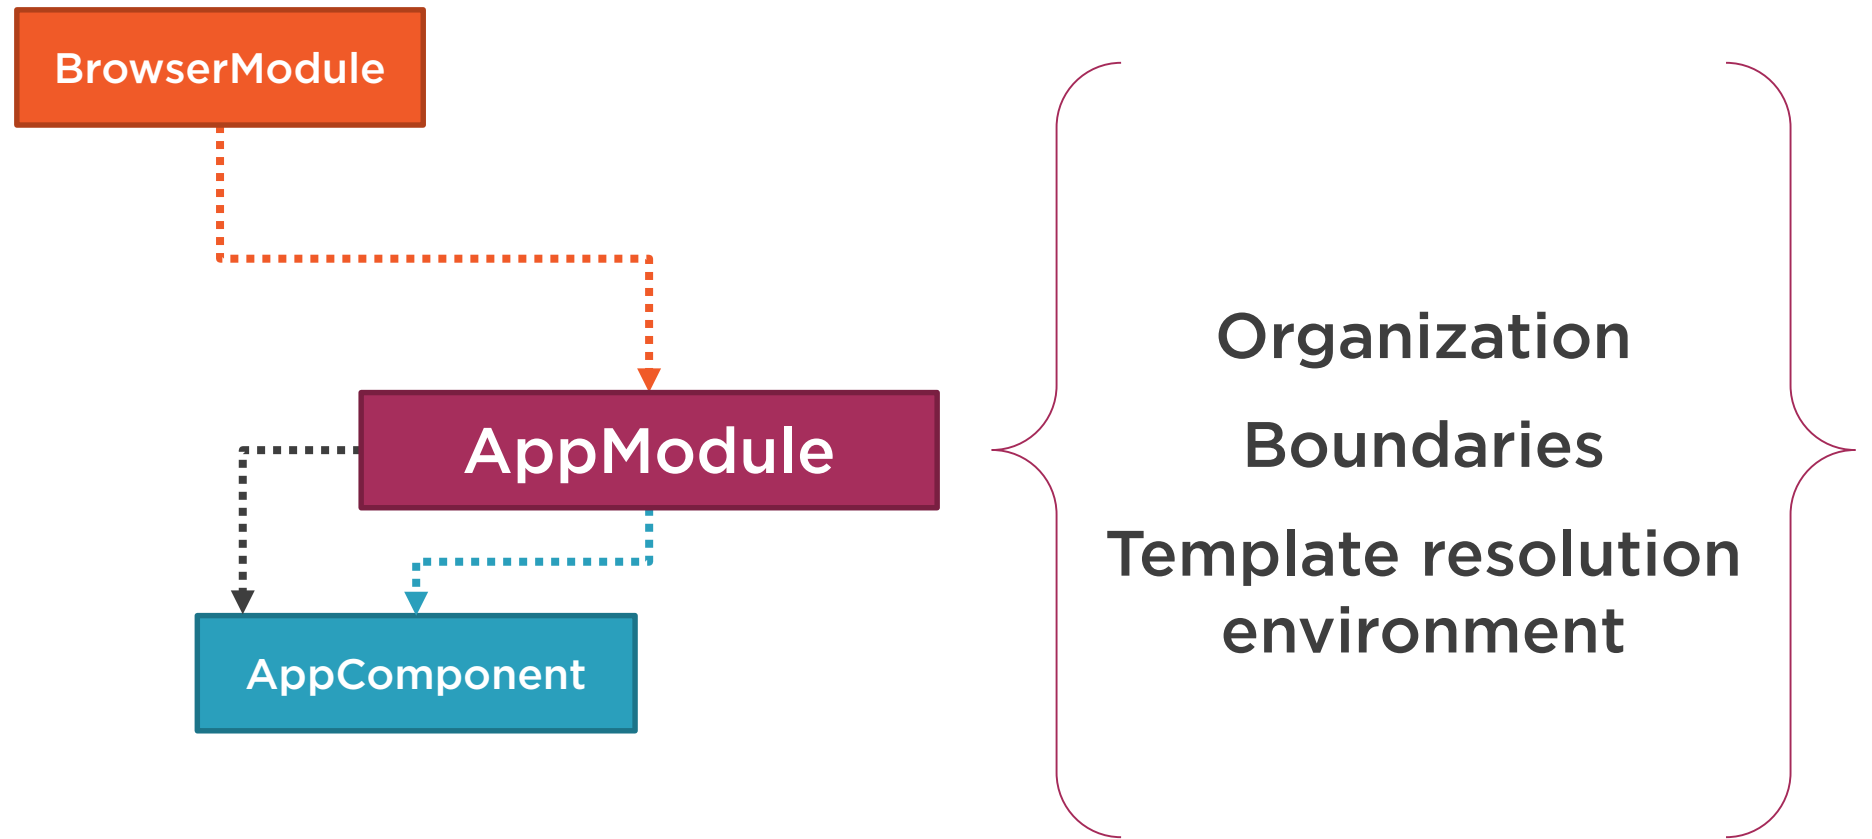 BrowserModule
AppModule
AppComponent
Organization
Boundaries
Template resolution
environment